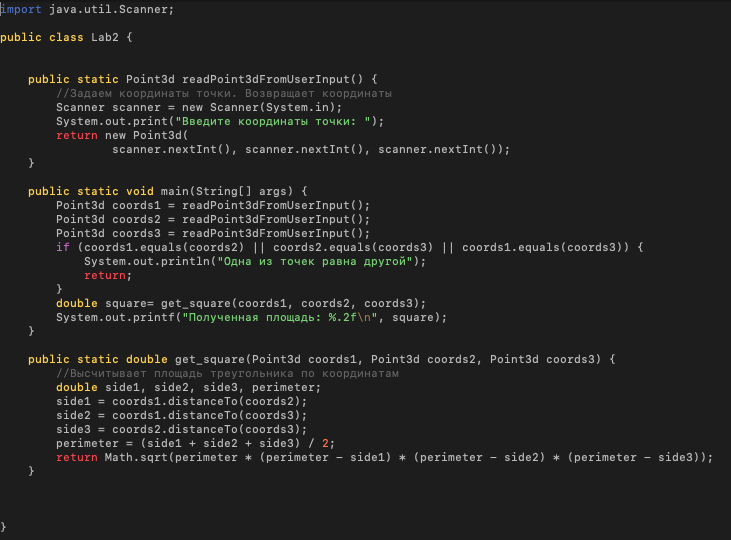 import java.util.Scanner;
public class Lab2 {
public static Point3d readPoint3dFromUserInput() {
//Задаем координаты точки. Возвращает координаты
Scanner scanner = new Scanner(System.in);
System.out.print("Введите координаты точки: ");
return new Point3d(
scanner.nextInt(), scanner.nextInt(), scanner.nextInt());
}
public static void main(String[] args) {
Point3d coords1 = readPoint3dFromUserInput();
Point3d coords2 = readPoint3dFromUserInput();
Point3d coords3 = readPoint3dFromUserInput();
if (coords1.equals(coords2) || coords2.equals(coords3) || coords1.equals(coords3)) {
System.out.println("Одна из точек равна другой");
return;
}
double square= get_square(coords1, coords2, coords3);
System.out.printf("Полученная площадь: %.2f\n", square);
}
public static double get_square(Point3d coords1, Point3d coords2, Point3d coords3) {
//Высчитывает площадь треугольника по координатам
double side1, side2, side3, perimeter;
side1 = coords1.distanceTo(coords2);
side2 = coords1.distanceTo(coords3);
side3 = coords2.distanceTo(coords3);
perimeter = (side1 + side2 + side3) / 2;
return Math.sqrt(perimeter * (perimeter - side1) * (perimeter - side2) * (perimeter - side3));
}
}